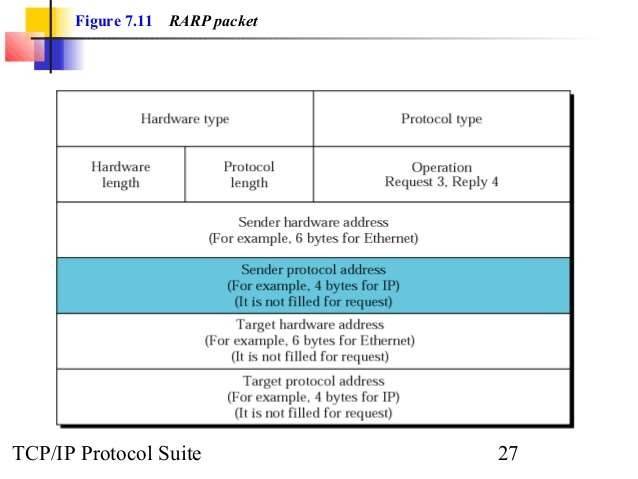 Figure 7.11 RARP packet
Hardware type
Protocol type
Hardware
length
Protocol
length
Operation
Request 3, Reply 4
Sender hardware address
(For example, 6 bytes for Ethernet)
Sender protocol address
(For example, 4 bytes for IP)
(It is not filled for request)
Target hardware address
(For example, 6 bytes for Ethernet)
(It is not filled for request)
Target protocol address
(For example, 4 bytes for IP)
(It is not filled for request)
TCP/IP Protocol Suite
27